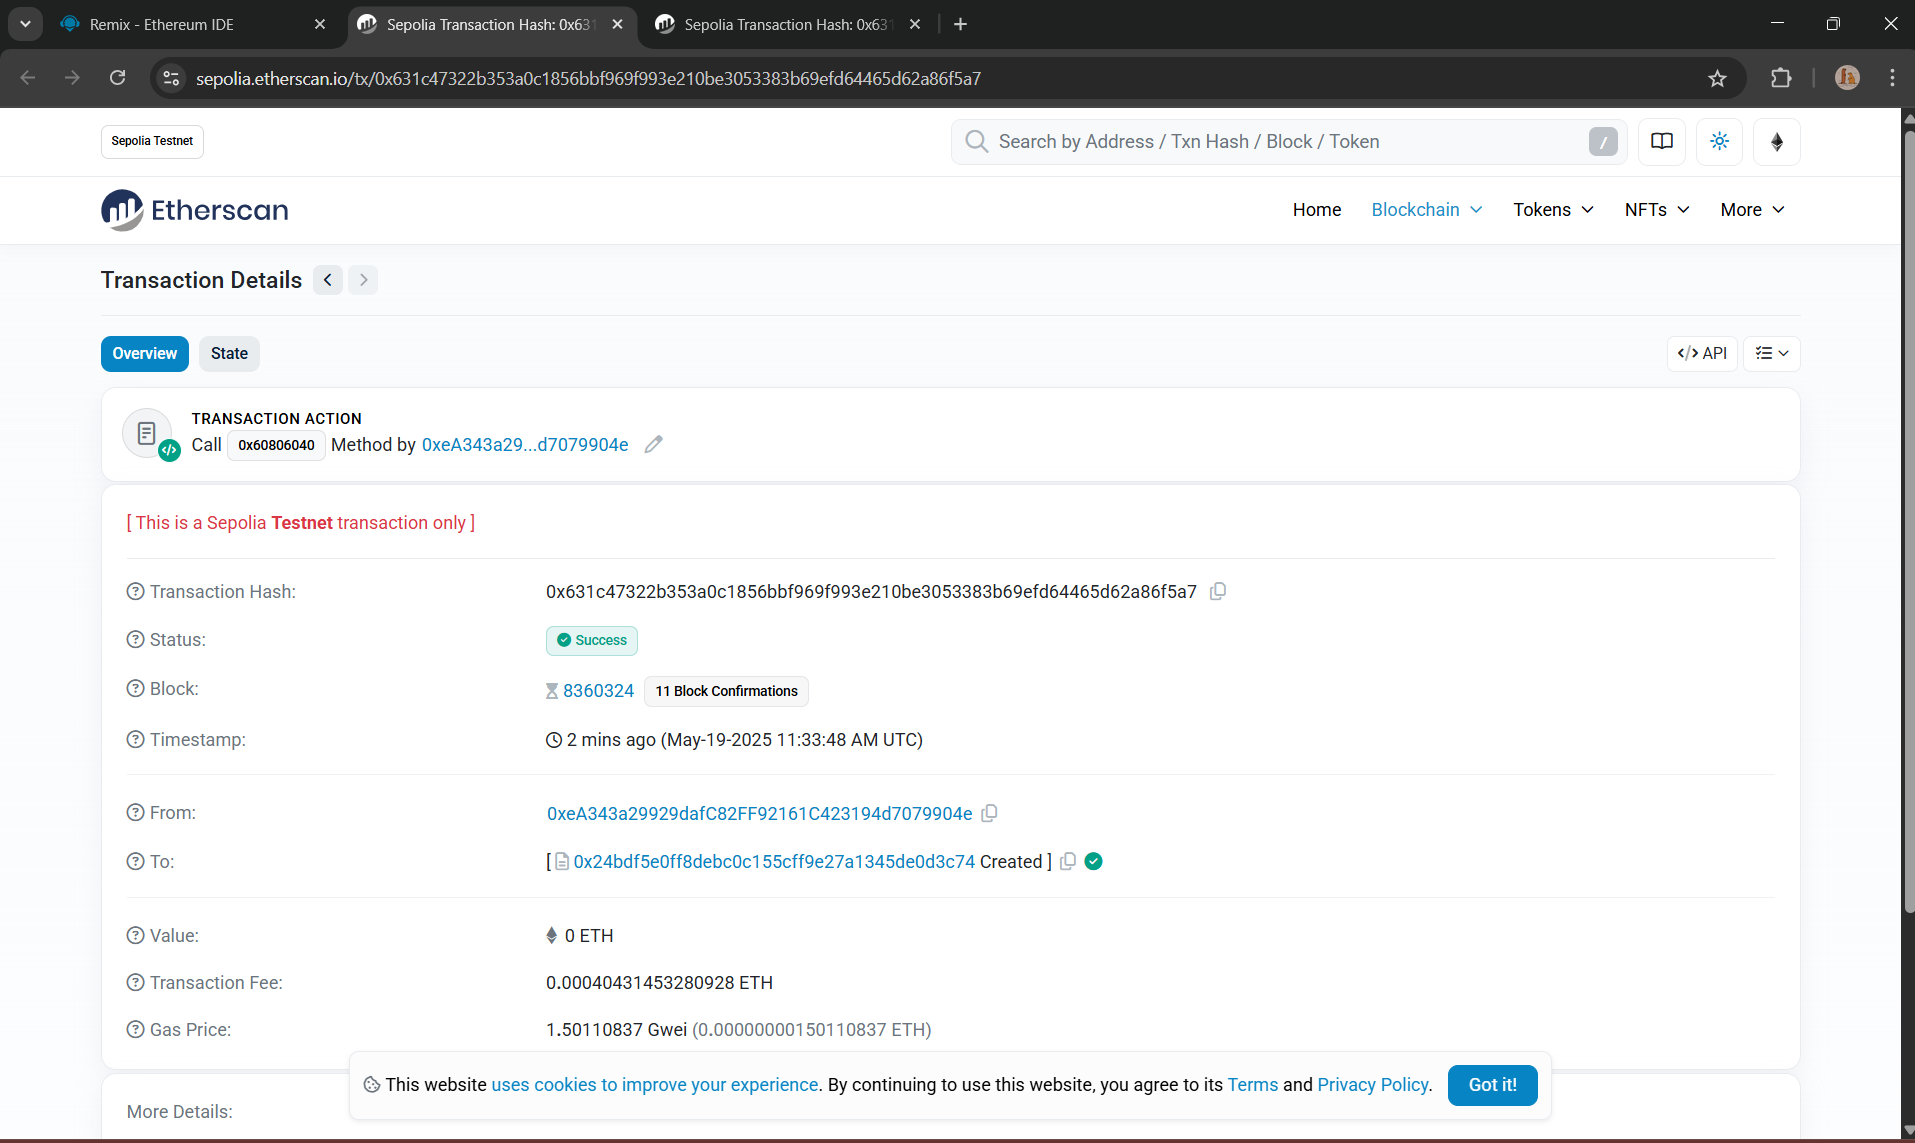 Remix - Ethereum IDE
Sepolia Transaction Hash: 0x631
Sepolia Transaction Hash: 0x631
sepolia.etherscan.io/tx/0x631c47322b353a0c1856bbf969f993e210be3053383b69efd64465d62a86f5a7
Sepolia Testnet
Search by Address / Txn Hash / Block / Token
/
Etherscan
Home
Blockchain
Tokens
NFTs
More
Transaction Details
Overview
State
</> API
TRANSACTION ACTION
Call 0x60806040 Method by 0xeA343a29...d7079904e
[ This is a Sepolia Testnet transaction only ]
Transaction Hash:
0x631c47322b353a0c1856bbf969f993e210be3053383b69efd64465d62a86f5a7
Status:
Success
Block:
8360324 11 Block Confirmations
Timestamp:
2 mins ago (May-19-2025 11:33:48 AM UTC)
From:
0xeA343a29929dafC82FF92161C423194d7079904e
To:
[ 0x24bdf5e0ff8debc0c155cff9e27a1345de0d3c74 Created ]
Value:
0 ETH
Transaction Fee:
0.00040431453280928 ETH
Gas Price:
1.50110837 Gwei (0.00000000150110837 ETH)
This website uses cookies to improve your experience. By continuing to use this website, you agree to its Terms and Privacy Policy.
Got it!
More Details: